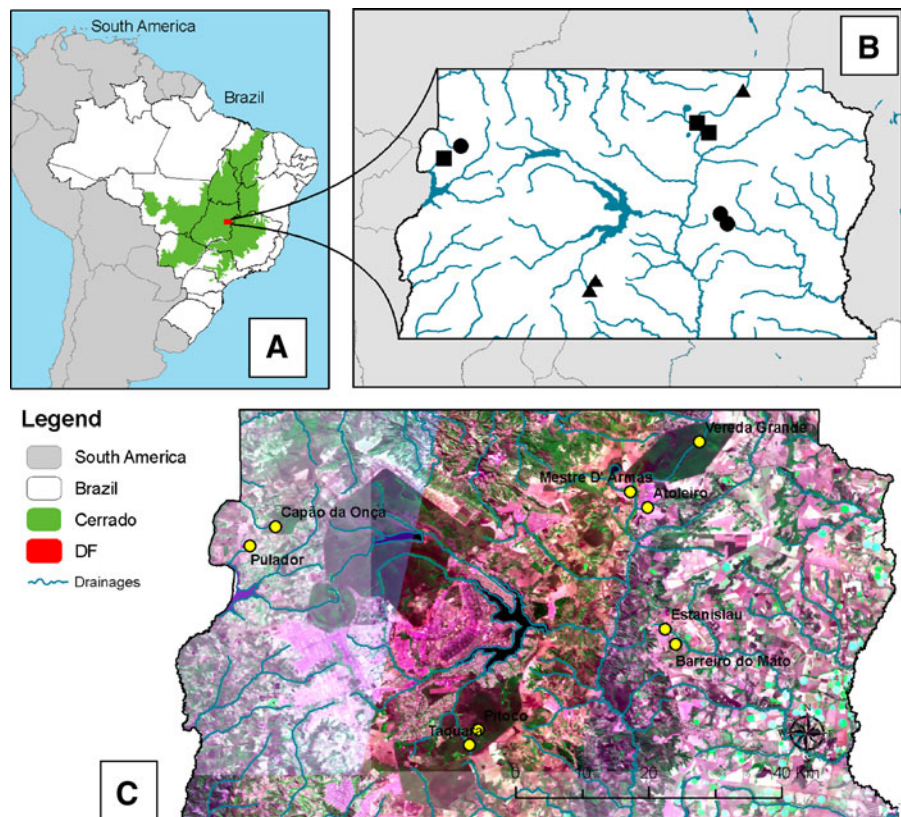 South America
Brazil
A
B
Legend
South America
Brazil
Cerrado
DF
Drainages
Vereda Grande
Mestre D' Armas
Atoleiro
Capão da Onça
Pulador
Estanislau
Barreiro do Mato
Pitoco
Taquara
N
0 10 20 40 Km
C